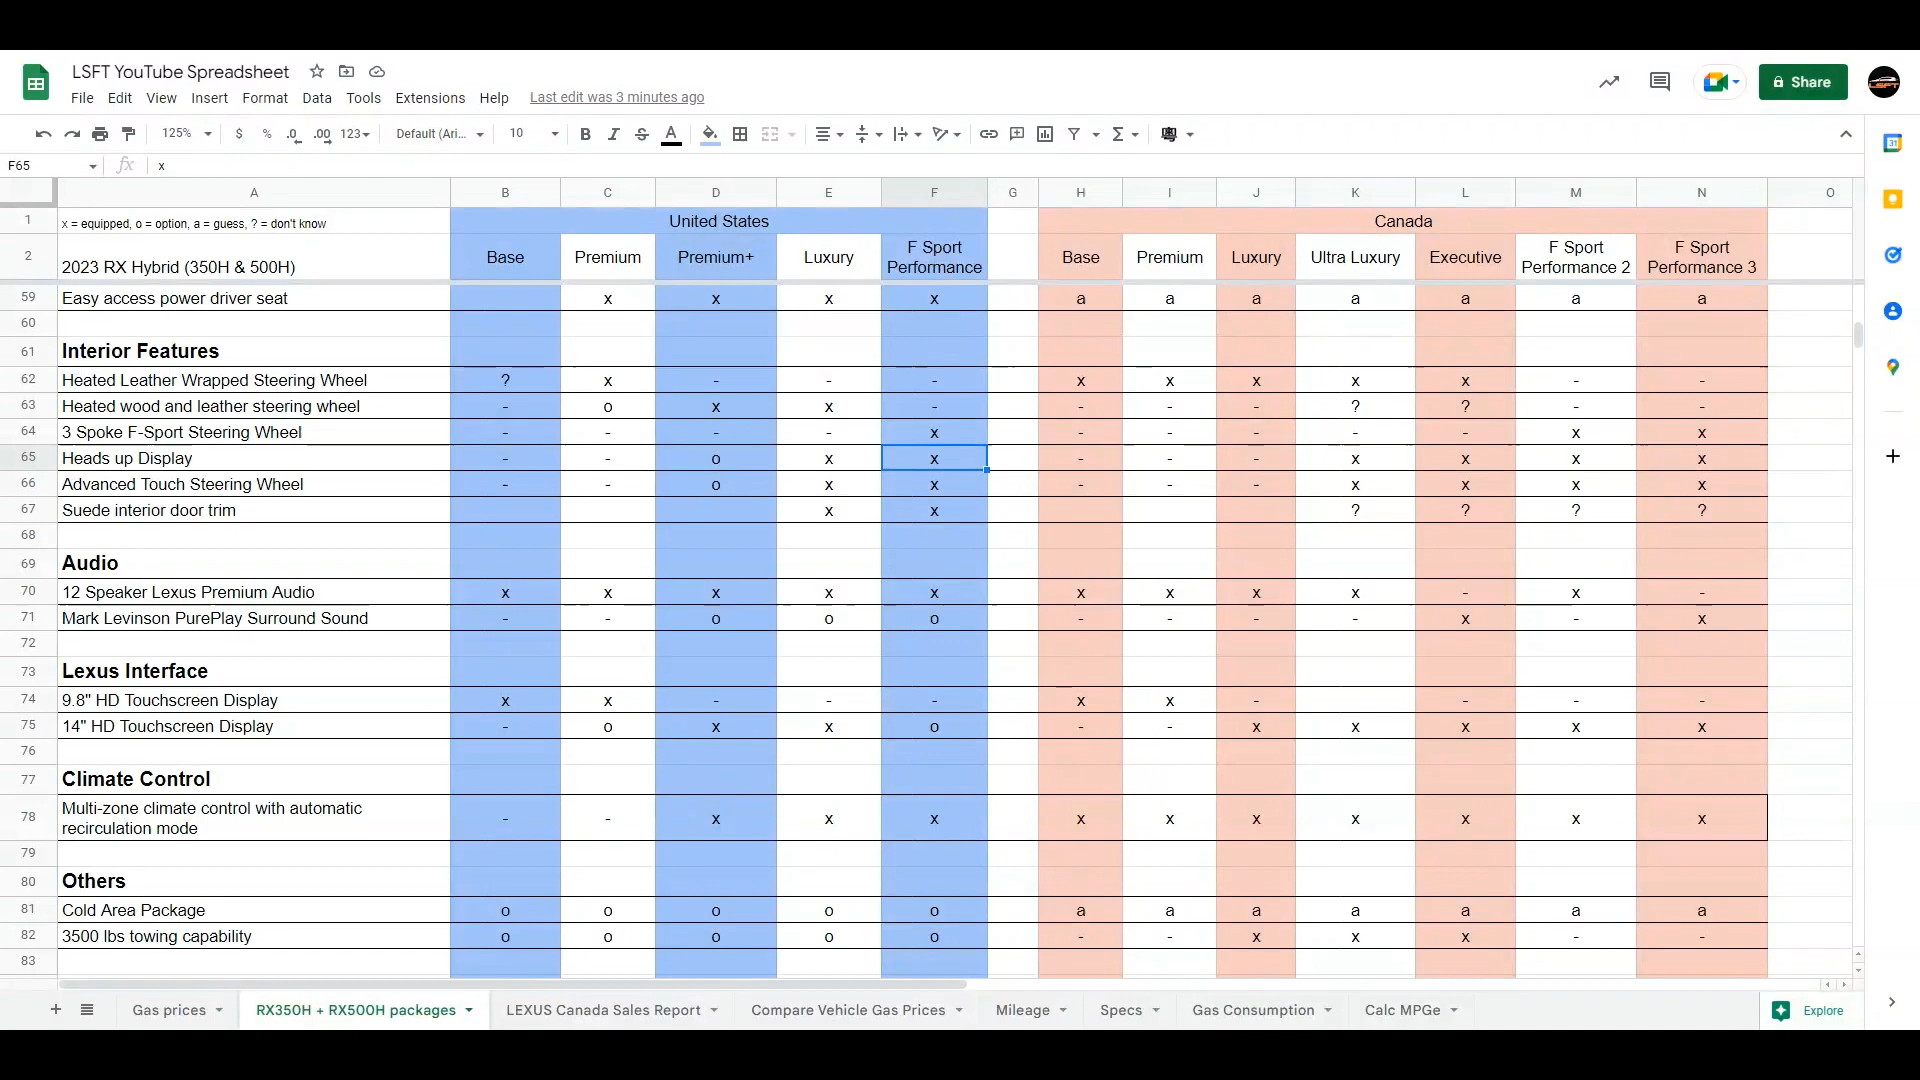 LSFT YouTube Spreadsheet
File Edit View Insert Format Data Tools Extensions Help Last edit was 3 minutes ago
Share
LSFT
125% $ % .0 .00 123 Default (Ari... 10 B I S A Σ
31
F65 fx x
A B C D E F G H I J K L M N O
1 x = equipped, o = option, a = guess, ? = don't know United States Canada
2 2023 RX Hybrid (350H & 500H) Base Premium Premium+ Luxury F Sport Performance Base Premium Luxury Ultra Luxury Executive F Sport Performance 2 F Sport Performance 3
59 Easy access power driver seat x x x x a a a a a a a
60
61 Interior Features
62 Heated Leather Wrapped Steering Wheel ? x - - - x x x x x - -
63 Heated wood and leather steering wheel - o x x - - - - ? ? - -
64 3 Spoke F-Sport Steering Wheel - - - - x - - - - - x x
65 Heads up Display - - o x x - - - x x x x
66 Advanced Touch Steering Wheel - - o x x - - - x x x x
67 Suede interior door trim x x ? ? ? ?
68
69 Audio
70 12 Speaker Lexus Premium Audio x x x x x x x x x - x -
71 Mark Levinson PurePlay Surround Sound - - o o o - - - - x - x
72
73 Lexus Interface
74 9.8" HD Touchscreen Display x x - - - x x - - - -
75 14" HD Touchscreen Display - o x x o - - x x x x x
76
77 Climate Control
78 Multi-zone climate control with automatic recirculation mode - - x x x x x x x x x x
79
80 Others
81 Cold Area Package o o o o o a a a a a a a
82 3500 lbs towing capability o o o o o - - x x x - -
83
Gas prices RX350H + RX500H packages LEXUS Canada Sales Report Compare Vehicle Gas Prices Mileage Specs Gas Consumption Calc MPGe Explore